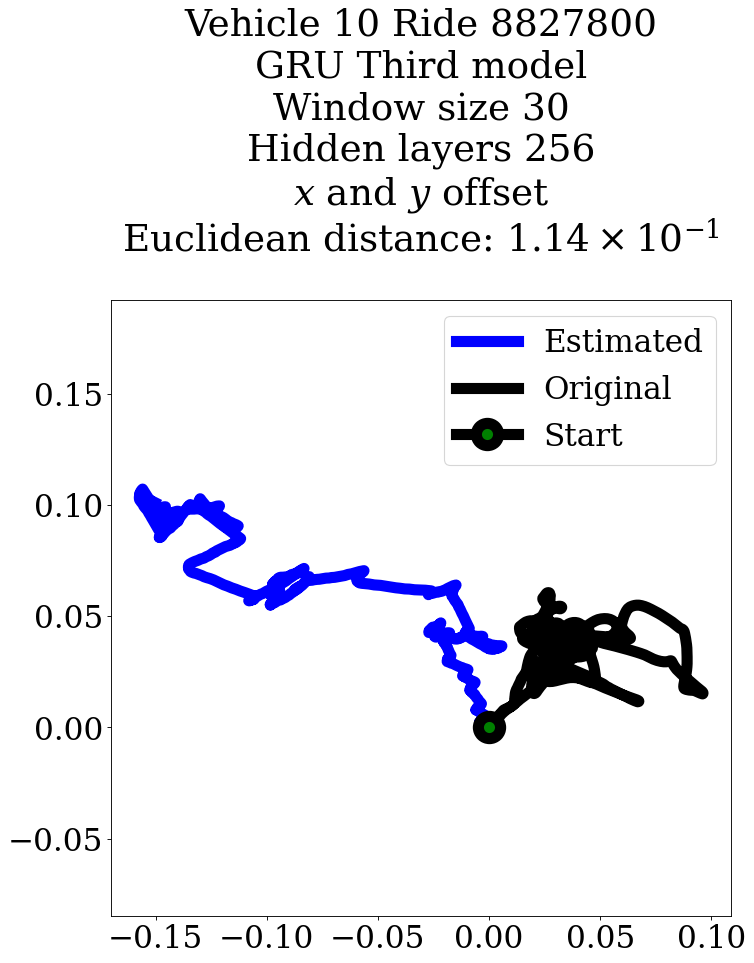 Vehicle 10 Ride 8827800
GRU Third model
Window size 30
Hidden layers 256
x and y offset
Euclidean distance: 1.14 × 10⁻¹
Estimated
Original
Start
0.15
0.10
0.05
0.00
−0.05
−0.15 −0.10 −0.05 0.00 0.05 0.10